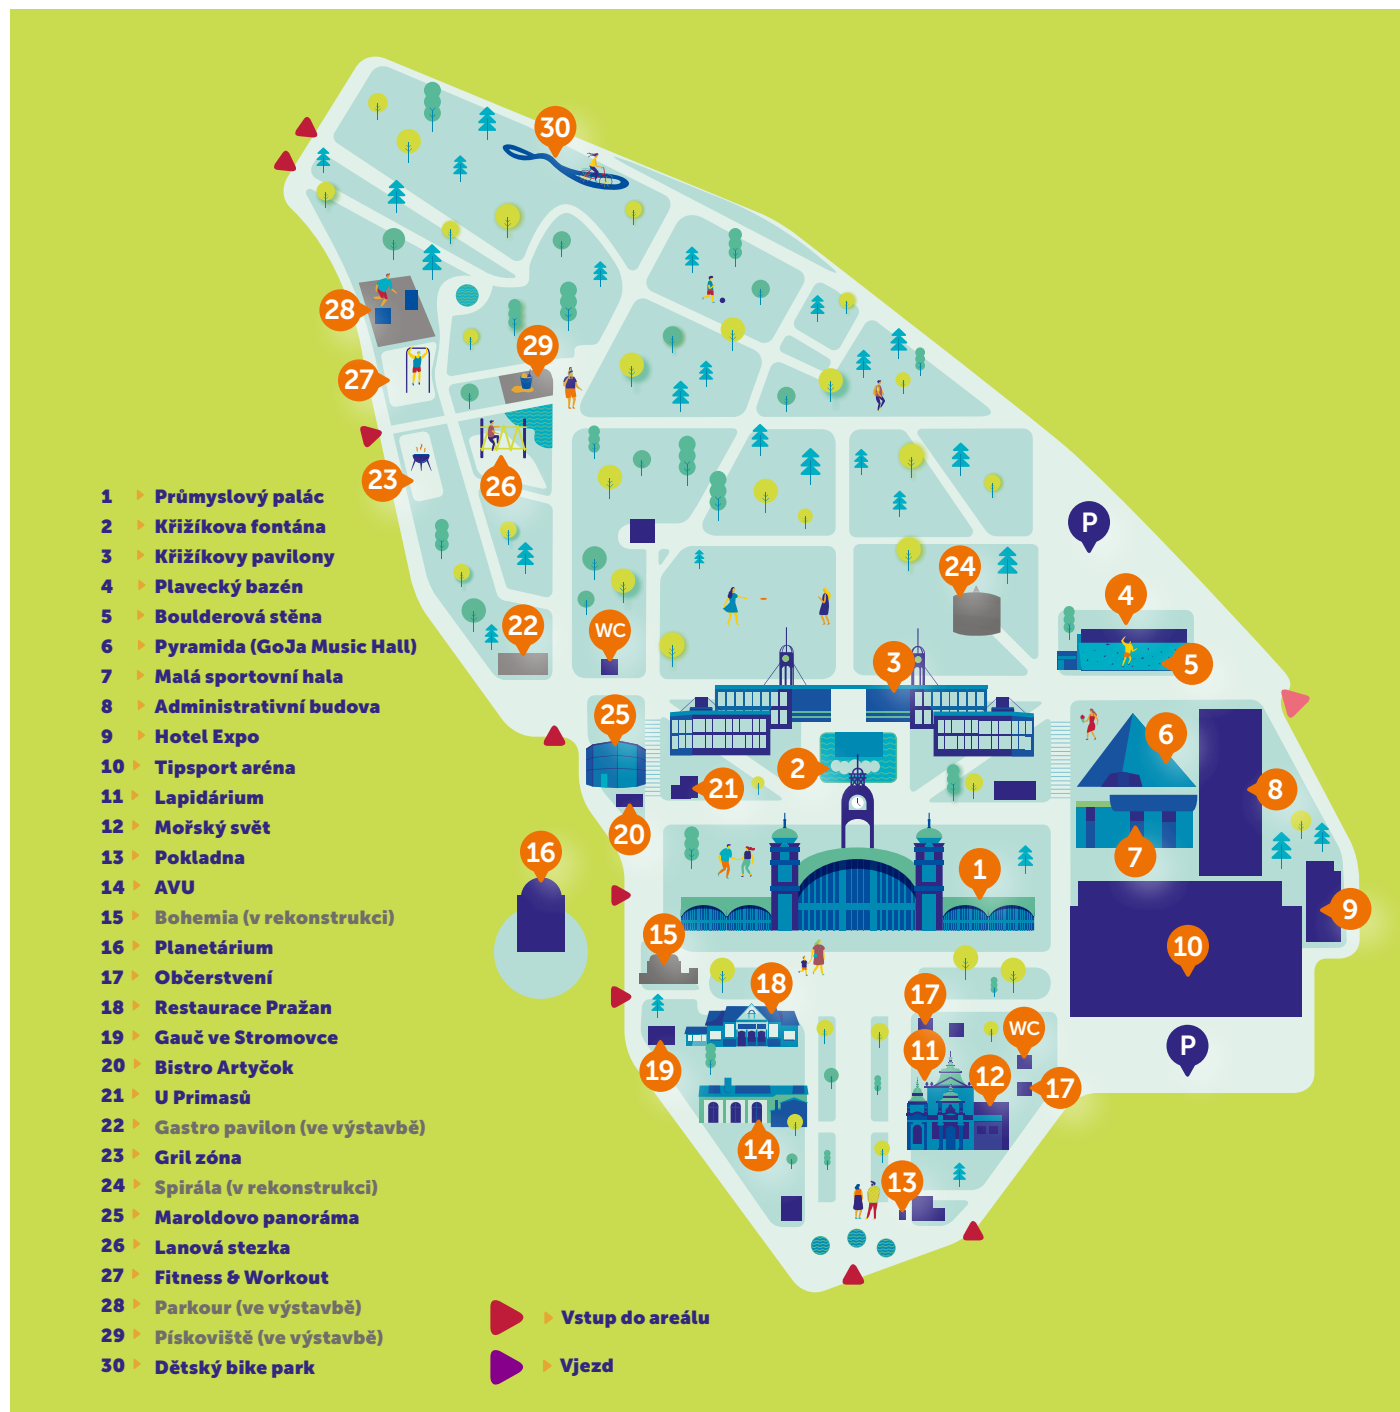 30
28
29
27
23
26
P
24
4
22
WC
3
5
25
6
2
21
8
20
7
16
1
9
15
10
18
17
WC
P
11
19
12
17
14
13
1 Průmyslový palác
2 Křižíkova fontána
3 Křižíkovy pavilony
4 Plavecký bazén
5 Boulderová stěna
6 Pyramida (GoJa Music Hall)
7 Malá sportovní hala
8 Administrativní budova
9 Hotel Expo
10 Tipsport aréna
11 Lapidárium
12 Mořský svět
13 Pokladna
14 AVU
15 Bohemia (v rekonstrukci)
16 Planetárium
17 Občerstvení
18 Restaurace Pražan
19 Gauč ve Stromovce
20 Bistro Artyčok
21 U Primasů
22 Gastro pavilon (ve výstavbě)
23 Gril zóna
24 Spirála (v rekonstrukci)
25 Maroldovo panoráma
26 Lanová stezka
27 Fitness & Workout
28 Parkour (ve výstavbě)
29 Pískoviště (ve výstavbě)
30 Dětský bike park
Vstup do areálu
Vjezd